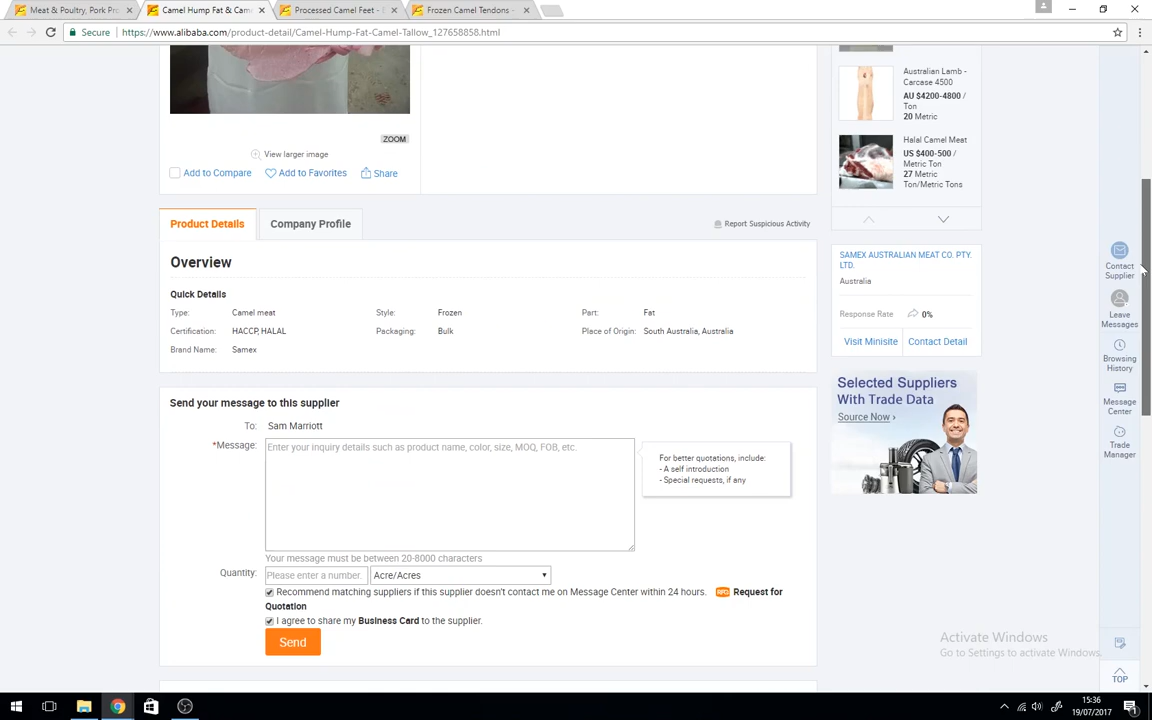 Meat & Poultry, Pork Pro
Camel Hump Fat & Cam
Processed Camel Feet -
Frozen Camel Tendons -
Secure https://www.alibaba.com/product-detail/Camel-Hump-Fat-Camel-Tallow_127658858.html
ZOOM
View larger image
Add to Compare Add to Favorites Share
Australian Lamb -
Carcase 4500
AU $4200-4800 /
Ton
20 Metric
Halal Camel Meat
US $400-500 /
Metric Ton
27 Metric
Ton/Metric Tons
Product Details Company Profile Report Suspicious Activity
Overview
Quick Details
Type: Camel meat Style: Frozen Part: Fat
Certification: HACCP, HALAL Packaging: Bulk Place of Origin: South Australia, Australia
Brand Name: Samex
SAMEX AUSTRALIAN MEAT CO. PTY.
LTD.
Australia
Response Rate 0%
Visit Minisite Contact Detail
Selected Suppliers
With Trade Data
Source Now ›
Send your message to this supplier
To: Sam Marriott
*Message: Enter your inquiry details such as product name, color, size, MOQ, FOB, etc.
For better quotations, include:
- A self introduction
- Special requests, if any
Your message must be between 20-8000 characters
Quantity: Please enter a number. Acre/Acres
Recommend matching suppliers if this supplier doesn't contact me on Message Center within 24 hours. RFQ Request for
Quotation
I agree to share my Business Card to the supplier.
Send
Contact
Supplier
Leave
Messages
Browsing
History
Message
Center
Trade
Manager
TOP
Activate Windows
Go to Settings to activate Windows.
15:36
19/07/2017